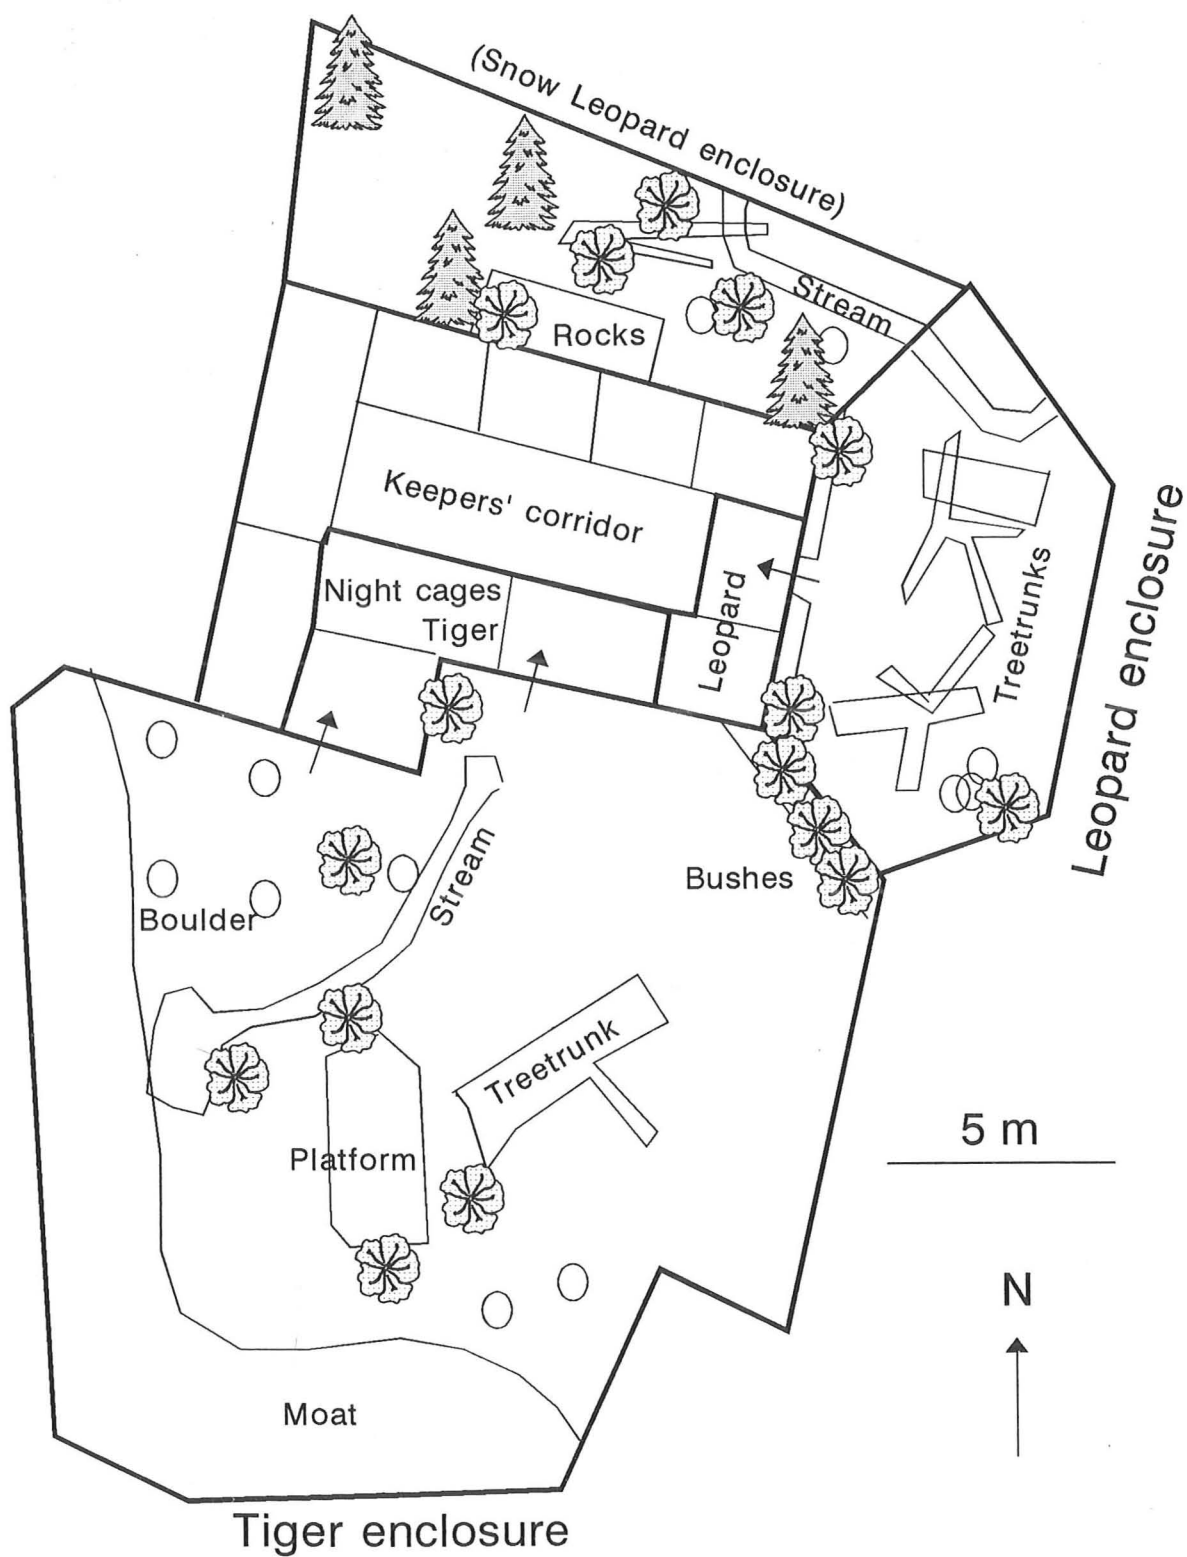 (Snow Leopard enclosure)
Stream
Rocks
Keepers' corridor
Night cages
Tiger
Leopard
Treetrunks
Leopard enclosure
Stream
Boulder
Bushes
Treetrunk
Platform
5 m
N
Moat
Tiger enclosure